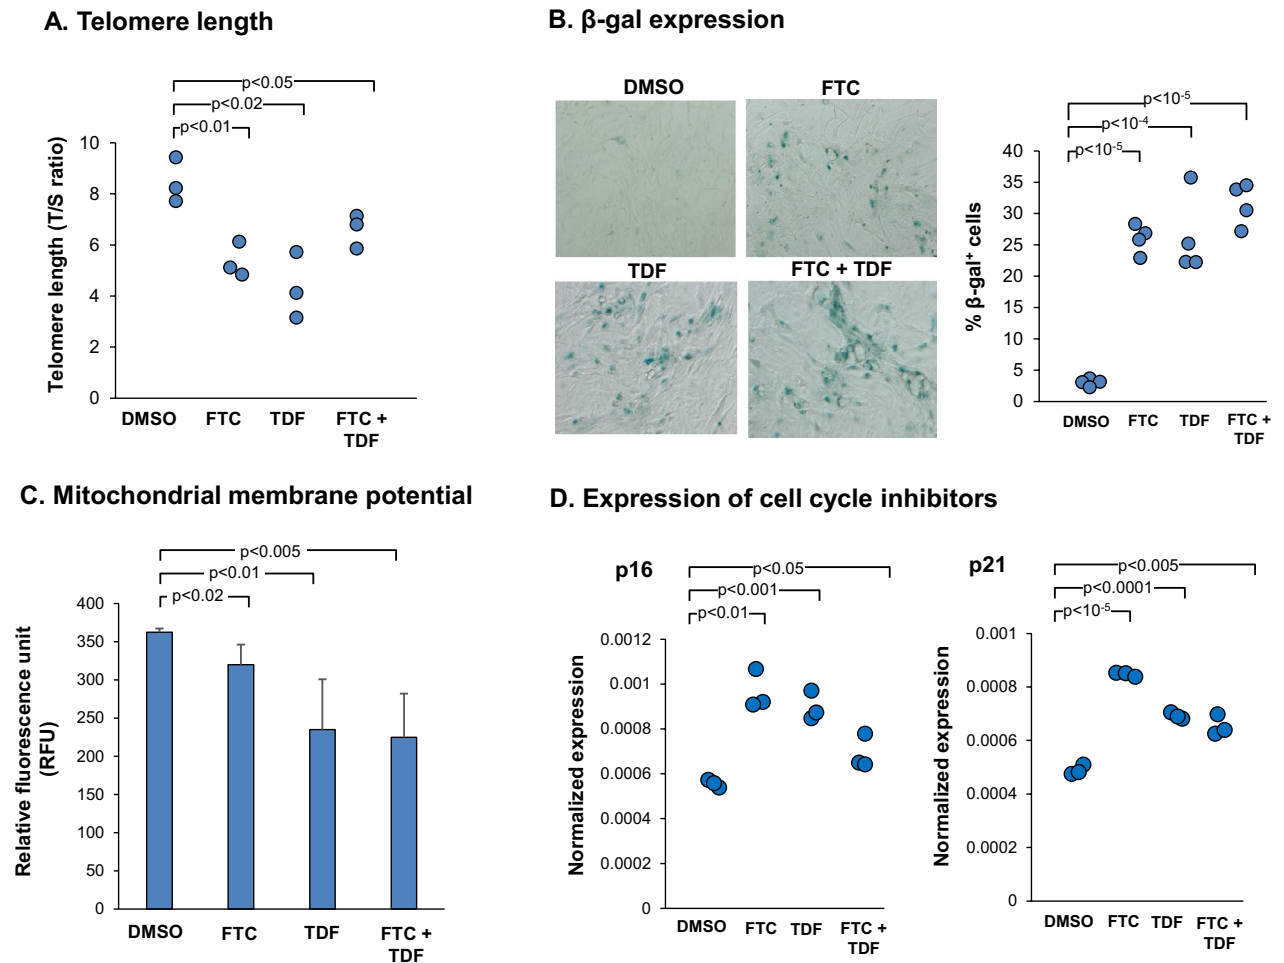 A. Telomere length
p<0.05
p<0.02
p<0.01
Telomere length (T/S ratio)
10
8
6
4
2
0
DMSO
FTC
TDF
FTC +
TDF
B. β-gal expression
DMSO
FTC
TDF
FTC + TDF
p<10-5
p<10-4
p<10-5
% β-gal+ cells
40
35
30
25
20
15
10
5
0
DMSO
FTC
TDF
FTC +
TDF
C. Mitochondrial membrane potential
p<0.005
p<0.01
p<0.02
Relative fluorescence unit
(RFU)
400
350
300
250
200
150
100
50
0
DMSO
FTC
TDF
FTC +
TDF
D. Expression of cell cycle inhibitors
p16
p<0.05
p<0.001
p<0.01
Normalized expression
0.0012
0.001
0.0008
0.0006
0.0004
0.0002
0
DMSO
FTC
TDF
FTC +
TDF
p21
p<0.005
p<0.0001
p<10-5
Normalized expression
0.001
0.0008
0.0006
0.0004
0.0002
0
DMSO
FTC
TDF
FTC +
TDF